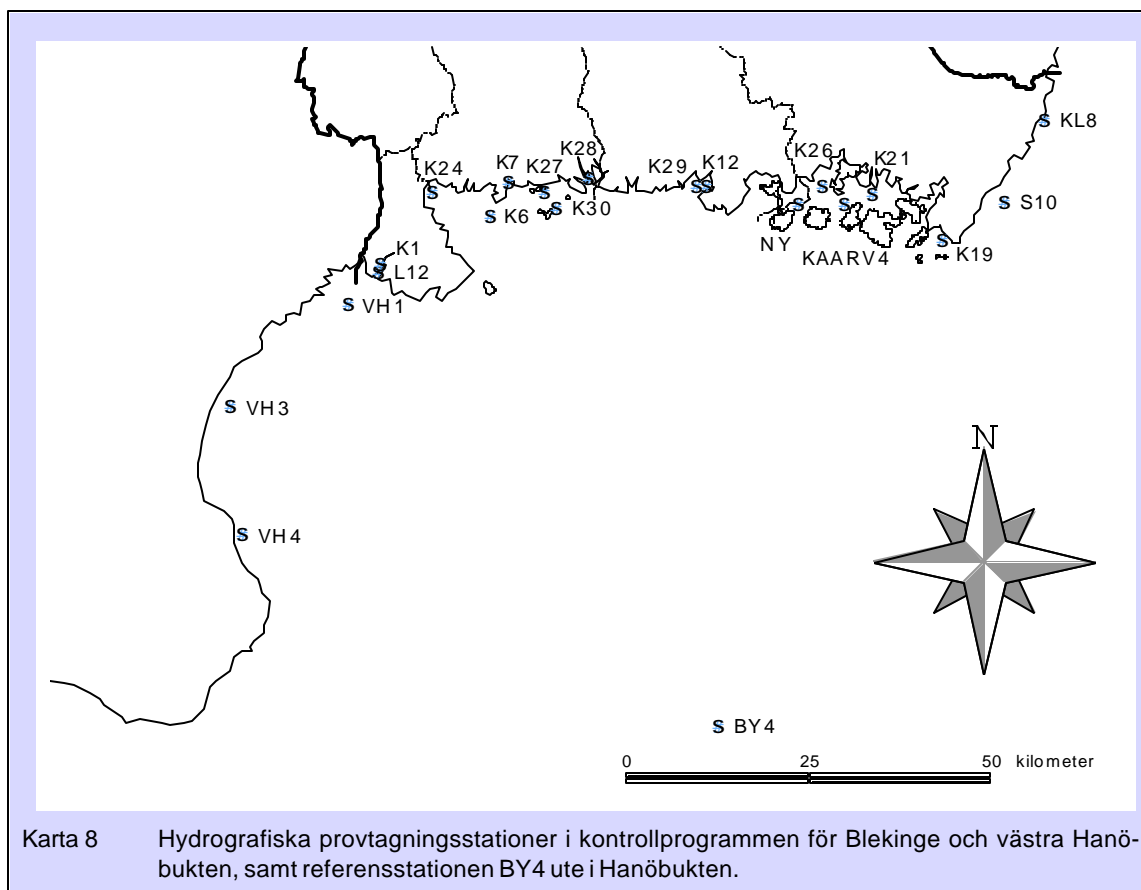 KL8
K28
K7
K27
K29
K12
K26
K21
K24
S10
K30
K6
NY
K19
K1
KAARV4
L12
VH1
VH3
N
VH4
BY4
0 25 50 kilometer
Karta 8 Hydrografiska provtagningsstationer i kontrollprogrammen för Blekinge och västra Hanö-
bukten, samt referensstationen BY4 ute i Hanöbukten.